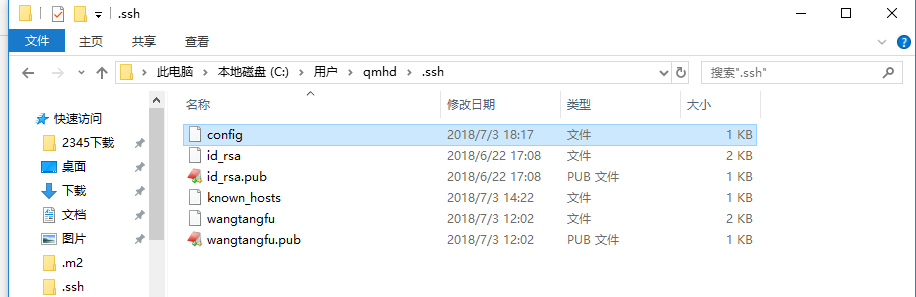 .ssh
文件 主页 共享 查看
此电脑 本地磁盘 (C:) 用户 qmhd .ssh 搜索".ssh"
名称 修改日期 类型 大小
快速访问
2345下载
桌面
下载
文档
图片
.m2
.ssh
config 2018/7/3 18:17 文件 1 KB
id_rsa 2018/6/22 17:08 文件 2 KB
id_rsa.pub 2018/6/22 17:08 PUB 文件 1 KB
known_hosts 2018/7/3 14:22 文件 1 KB
wangtangfu 2018/7/3 12:02 文件 2 KB
wangtangfu.pub 2018/7/3 12:02 PUB 文件 1 KB